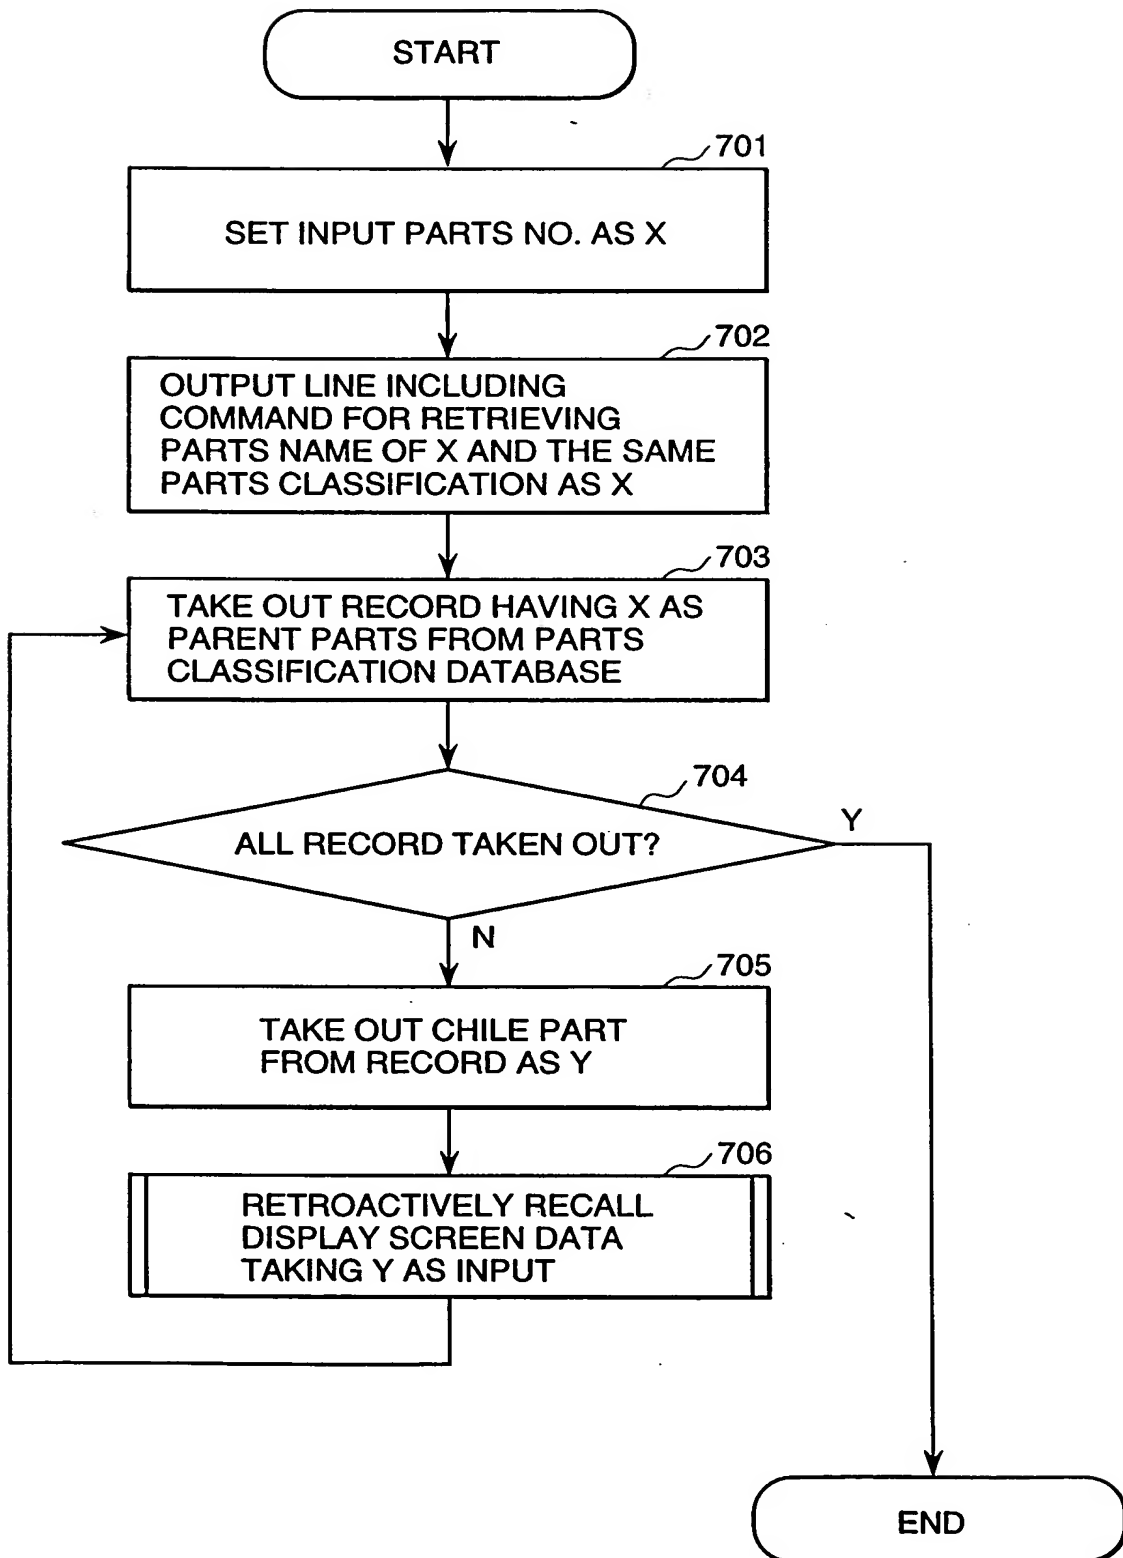 START
701
SET INPUT PARTS NO. AS X
702
OUTPUT LINE INCLUDING
COMMAND FOR RETRIEVING
PARTS NAME OF X AND THE SAME
PARTS CLASSIFICATION AS X
703
TAKE OUT RECORD HAVING X AS
PARENT PARTS FROM PARTS
CLASSIFICATION DATABASE
704
ALL RECORD TAKEN OUT?
Y
N
705
TAKE OUT CHILE PART
FROM RECORD AS Y
706
RETROACTIVELY RECALL
DISPLAY SCREEN DATA
TAKING Y AS INPUT
END